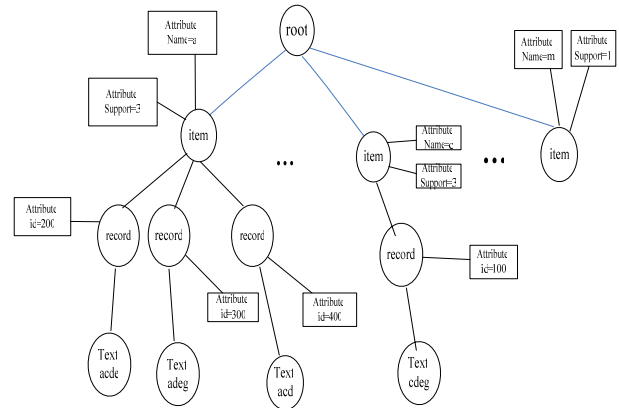 root
Attribute
Name=a
Attribute
Support=3
item
...
item
Attribute
Name=c
Attribute
Support=3
...
Attribute
Name=m
Attribute
Support=1
item
Attribute
id=200
record
record
record
Attribute
id=300
Attribute
id=400
record
Attribute
id=100
Text
acde
Text
adeg
Text
acd
Text
cdeg